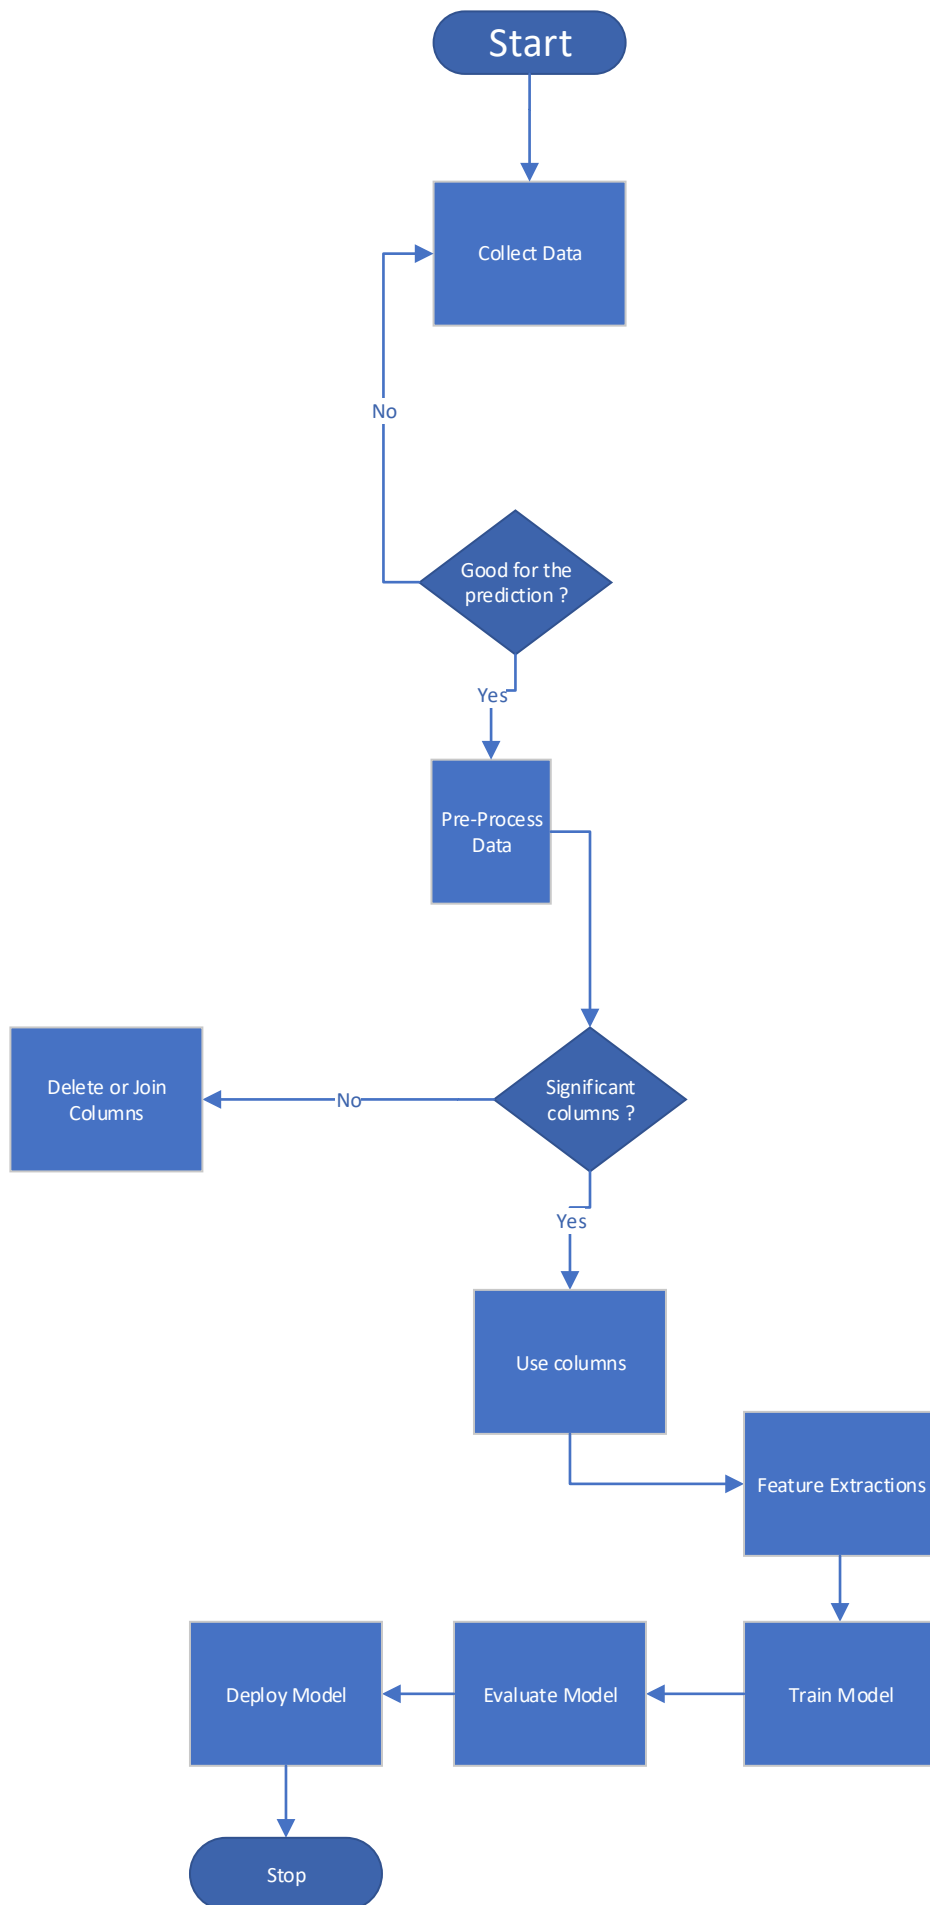 Start
Collect Data
No
Good for the
prediction ?
Yes
Pre-Process
Data
Significant
columns ?
No
Delete or Join
Columns
Yes
Use columns
Feature Extractions
Train Model
Evaluate Model
Deploy Model
Stop